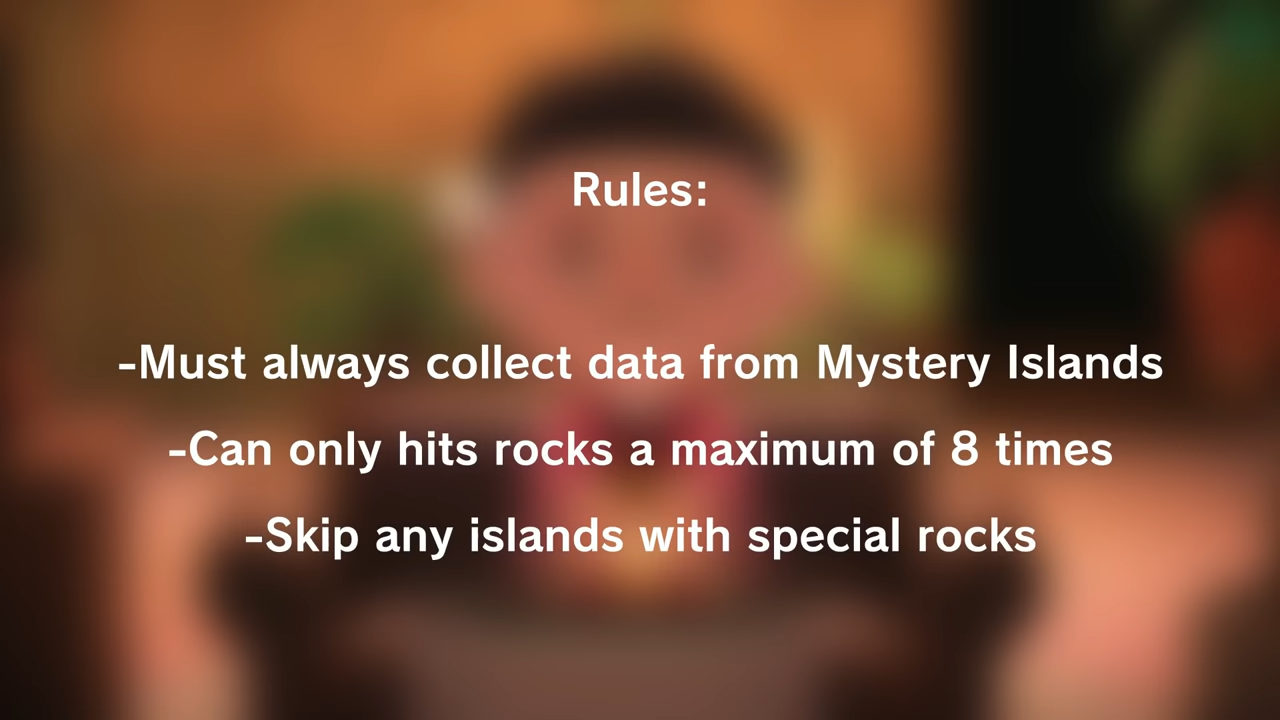 Rules:
-Must always collect data from Mystery Islands
-Can only hits rocks a maximum of 8 times
-Skip any islands with special rocks